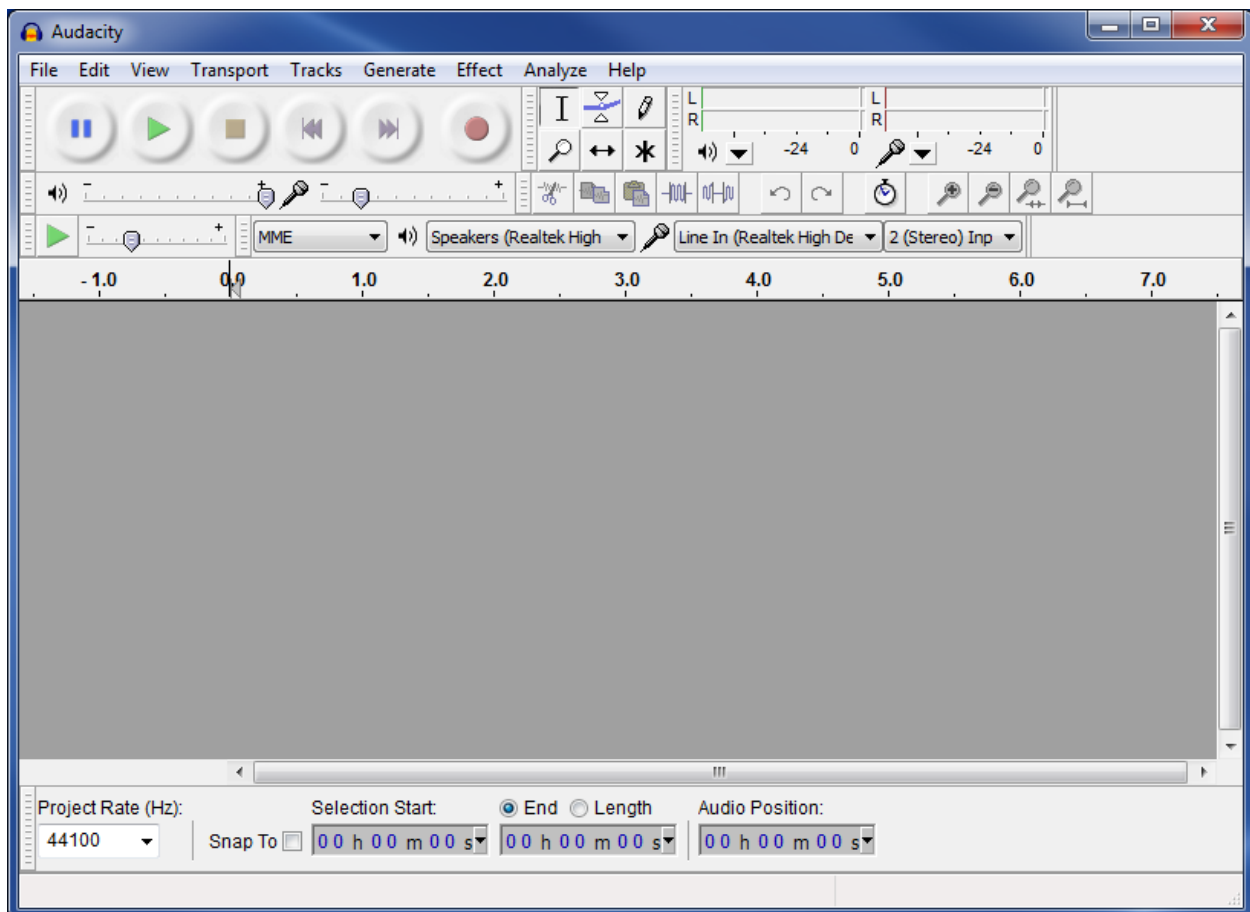 Audacity
File Edit View Transport Tracks Generate Effect Analyze Help
L L
R R
-24 0 -24 0
- + - +
- + MME Speakers (Realtek High Line In (Realtek High De 2 (Stereo) Inp
- 1.0 0.0 1.0 2.0 3.0 4.0 5.0 6.0 7.0
Project Rate (Hz): Selection Start: End Length Audio Position:
44100 Snap To 00 h 00 m 00 s 00 h 00 m 00 s 00 h 00 m 00 s